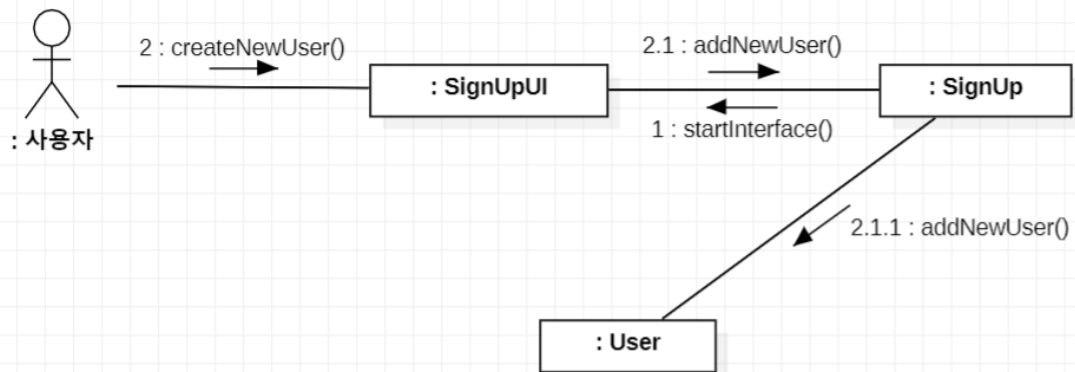 2 : createNewUser()
2.1 : addNewUser()
: SignUpUI
: SignUp
1 : startInterface()
: 사용자
2.1.1 : addNewUser()
: User